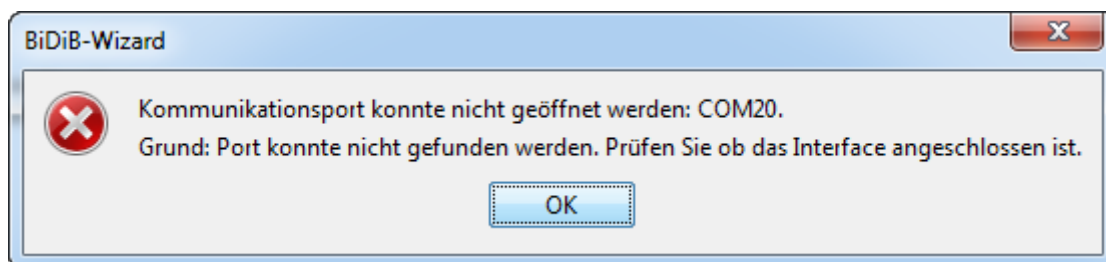 BiDiB-Wizard
Kommunikationsport konnte nicht geöffnet werden: COM20.
Grund: Port konnte nicht gefunden werden. Prüfen Sie ob das Interface angeschlossen ist.
OK